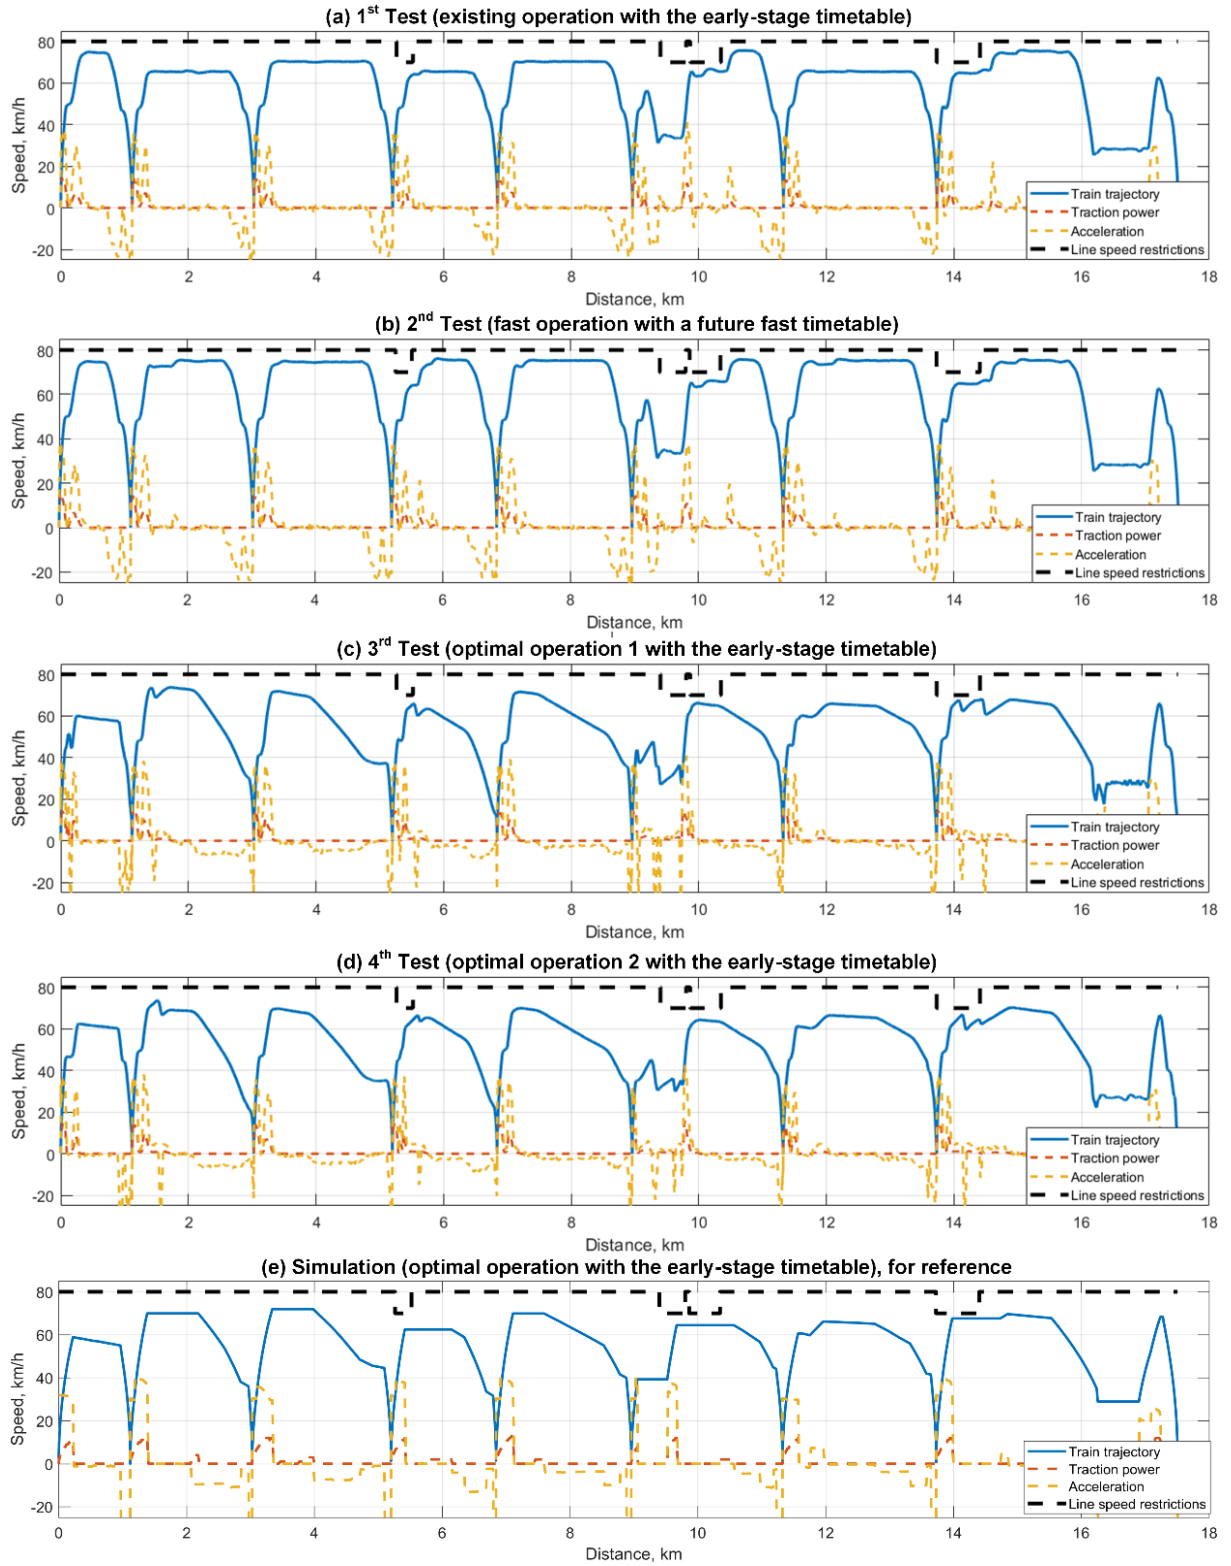 (a) 1st Test (existing operation with the early-stage timetable)
80
60
40
20
0
-20
Speed, km/h
Train trajectory
Traction power
Acceleration
Line speed restrictions
0 2 4 6 8 10 12 14 16 18
Distance, km
(b) 2nd Test (fast operation with a future fast timetable)
80
60
40
20
0
-20
Speed, km/h
Train trajectory
Traction power
Acceleration
Line speed restrictions
0 2 4 6 8 10 12 14 16 18
Distance, km
(c) 3rd Test (optimal operation 1 with the early-stage timetable)
80
60
40
20
0
-20
Speed, km/h
Train trajectory
Traction power
Acceleration
Line speed restrictions
0 2 4 6 8 10 12 14 16 18
Distance, km
(d) 4th Test (optimal operation 2 with the early-stage timetable)
80
60
40
20
0
-20
Speed, km/h
Train trajectory
Traction power
Acceleration
Line speed restrictions
0 2 4 6 8 10 12 14 16 18
Distance, km
(e) Simulation (optimal operation with the early-stage timetable), for reference
80
60
40
20
0
-20
Speed, km/h
Train trajectory
Traction power
Acceleration
Line speed restrictions
0 2 4 6 8 10 12 14 16 18
Distance, km